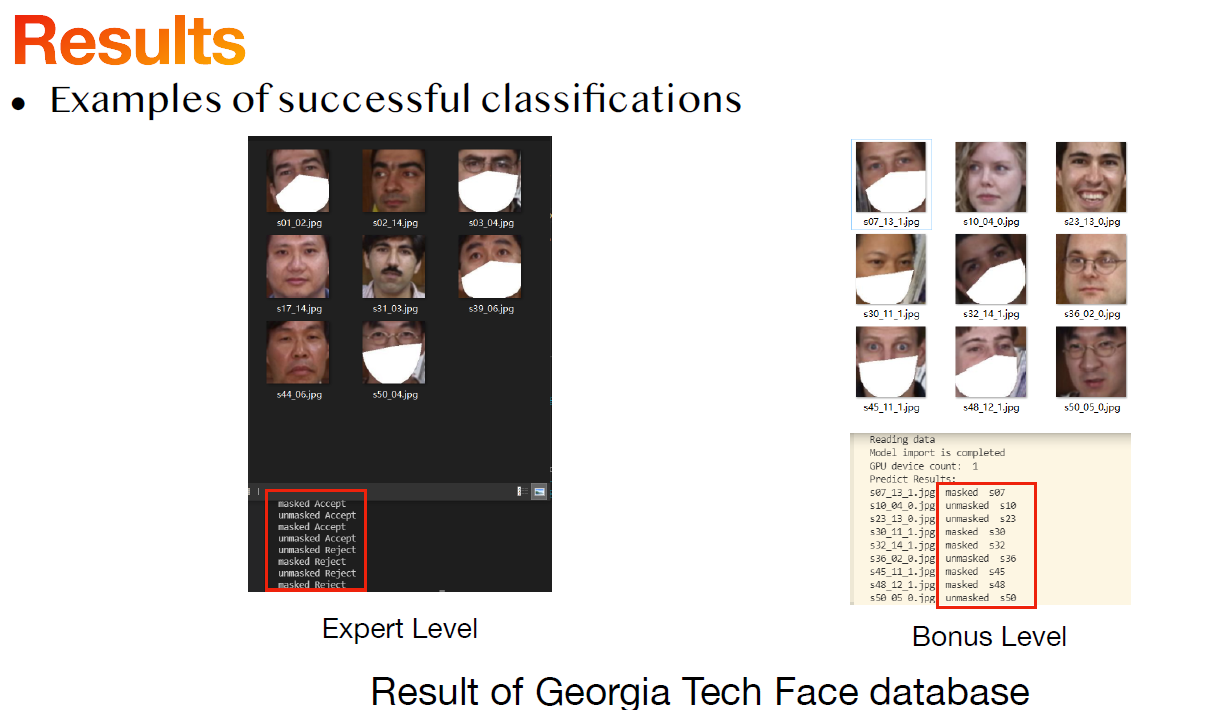 Results
• Examples of successful classifications
s01_02.jpg s02_14.jpg s03_04.jpg
s17_14.jpg s31_03.jpg s39_06.jpg
s44_06.jpg s50_04.jpg
masked Accept
unmasked Accept
masked Accept
unmasked Accept
unmasked Reject
masked Reject
unmasked Reject
masked Reject
Expert Level
s07_13_1.jpg s10_04_0.jpg s23_13_0.jpg
s30_11_1.jpg s32_14_1.jpg s36_02_0.jpg
s45_11_1.jpg s48_12_1.jpg s50_05_0.jpg
Reading data
Model import is completed
GPU device count: 1
Predict Results:
s07_13_1.jpg masked s07
s10_04_0.jpg unmasked s10
s23_13_0.jpg unmasked s23
s30_11_1.jpg masked s30
s32_14_1.jpg masked s32
s36_02_0.jpg unmasked s36
s45_11_1.jpg masked s45
s48_12_1.jpg masked s48
s50_05_0.jpg unmasked s50
Bonus Level
Result of Georgia Tech Face database